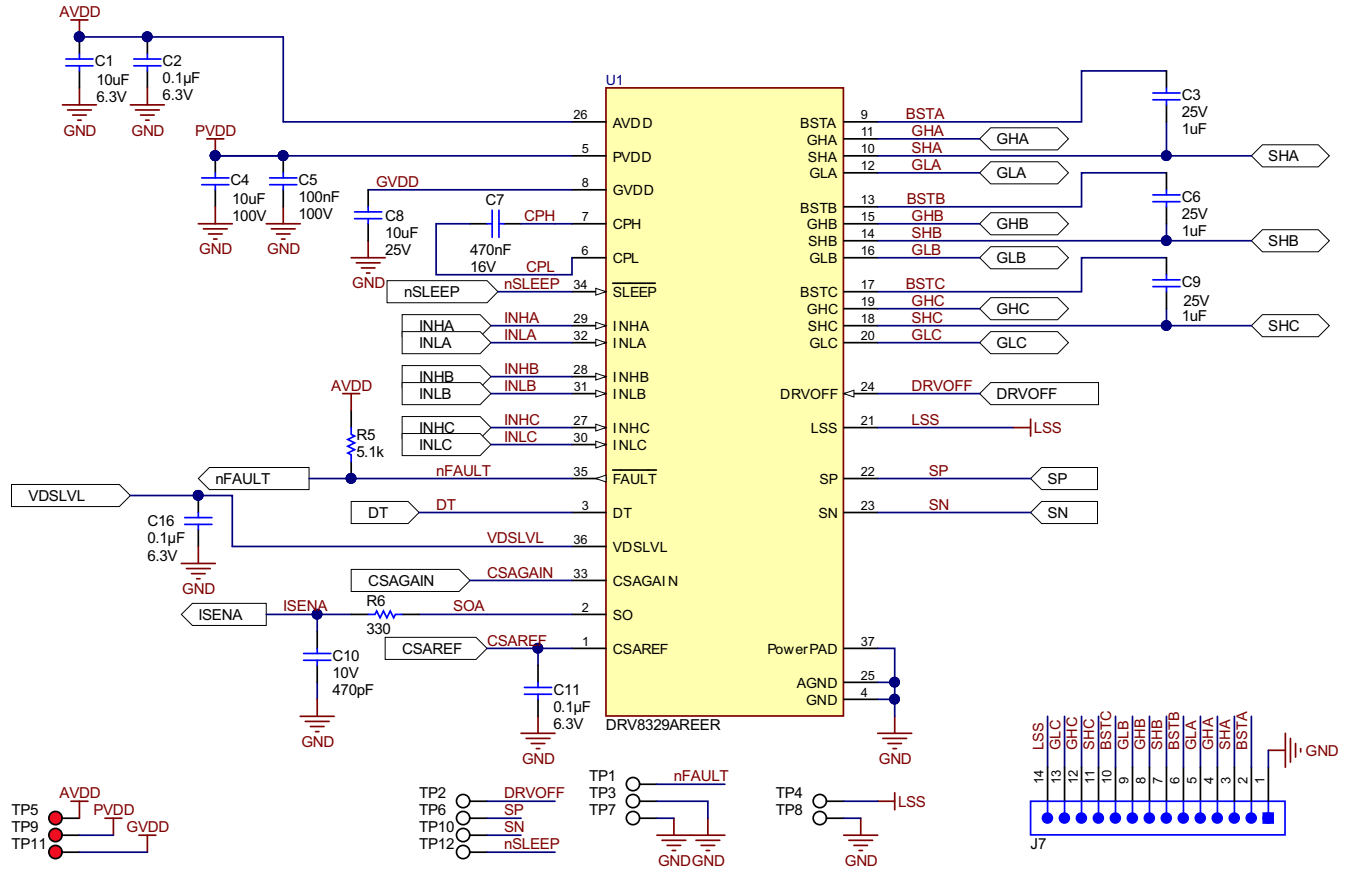 AVDD
C1
10uF
6.3V
GND
C2
0.1µF
6.3V
GND
PVDD
C4
10uF
100V
GND
C5
100nF
100V
GND
GVDD
C8
10uF
25V
GND
C7
470nF
16V
CPH
CPL
nSLEEP
nSLEEP
INHA
INHA
INLA
INLA
INHB
INHB
INLB
INLB
INHC
INHC
INLC
INLC
AVDD
R5
5.1k
nFAULT
nFAULT
VDSLVL
C16
0.1µF
6.3V
GND
DT
DT
VDSLVL
CSAGAIN
CSAGAIN
ISENA
ISENA
R6
330
SOA
C10
10V
470pF
GND
CSAREF
CSAREF
C11
0.1µF
6.3V
GND
U1
26 AVDD
5 PVDD
8 GVDD
7 CPH
6 CPL
34 SLEEP
29 INHA
32 INLA
28 INHB
31 INLB
27 INHC
30 INLC
35 FAULT
3 DT
36 VDSLVL
33 CSAGAIN
2 SO
1 CSAREF
DRV8329AREER
BSTA 9 BSTA
GHA 11 GHA GHA
SHA 10 SHA SHA
GLA 12 GLA GLA
C3
25V
1uF
BSTB 13 BSTB
GHB 15 GHB GHB
SHB 14 SHB SHB
GLB 16 GLB GLB
C6
25V
1uF
BSTC 17 BSTC
GHC 19 GHC GHC
SHC 18 SHC SHC
GLC 20 GLC GLC
C9
25V
1uF
DRVOFF 24 DRVOFF DRVOFF
LSS 21 LSS LSS
SP 22 SP SP
SN 23 SN SN
PowerPAD 37
AGND 25
GND 4
GND
TP5 AVDD
TP9 PVDD
TP11 GVDD
TP2 DRVOFF
TP6 SP
TP10 SN
TP12 nSLEEP
TP1 nFAULT
TP3
TP7
GND GND
TP4 LSS
TP8
GND
LSS GLC GHC SHC BSTC GLB GHB SHB BSTB GLA GHA SHA BSTA GND
14 13 12 11 10 9 8 7 6 5 4 3 2 1
J7